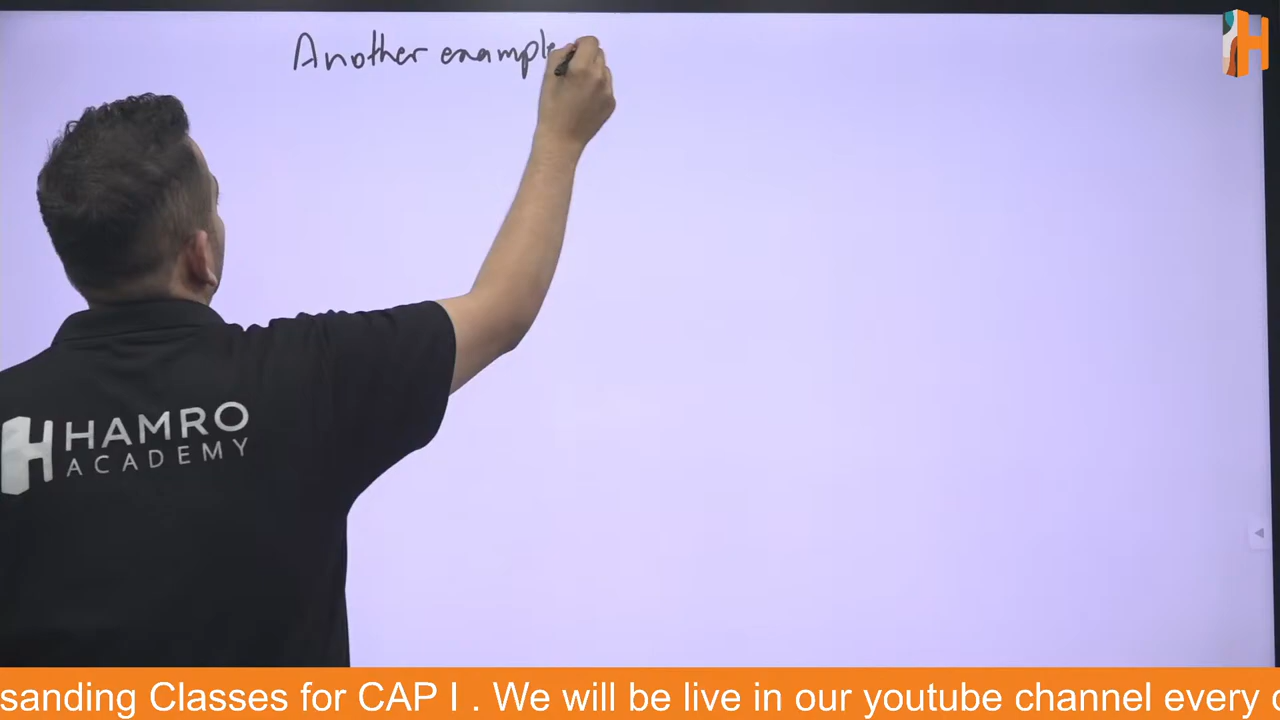 Another example
HAMRO
ACADEMY
sanding Classes for CAP I . We will be live in our youtube channel every